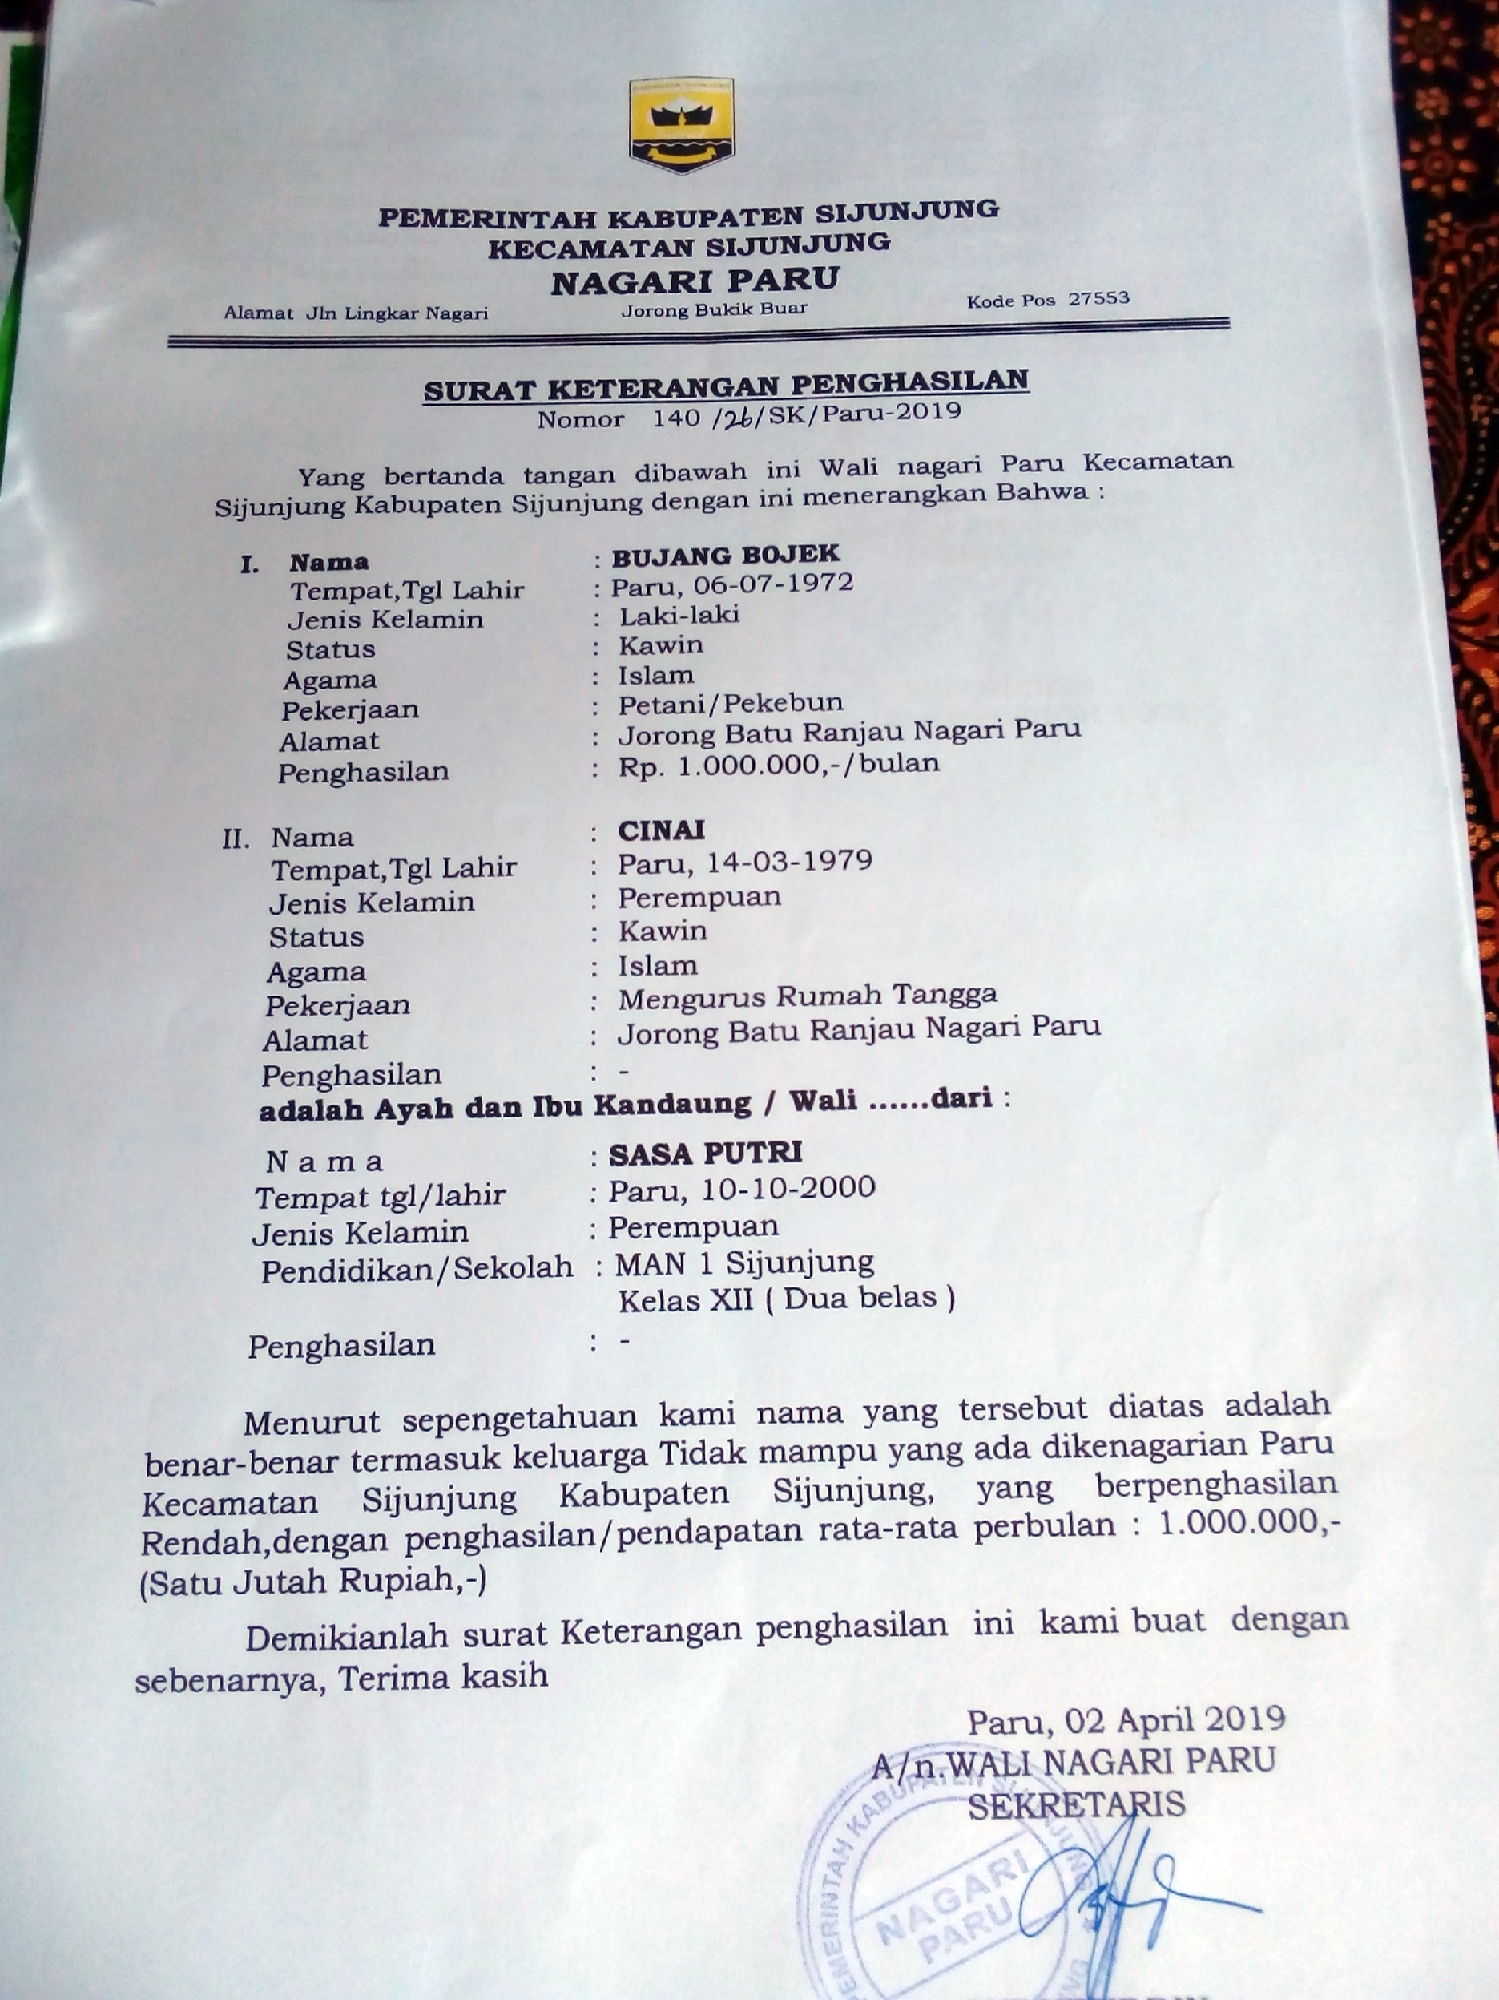 PEMERINTAH KABUPATEN SIJUNJUNG
KECAMATAN SIJUNJUNG
NAGARI PARU
Alamat Jln Lingkar Nagari Jorong Bukik Buar Kode Pos 27553
SURAT KETERANGAN PENGHASILAN
Nomor 140 /26/SK/Paru-2019
Yang bertanda tangan dibawah ini Wali nagari Paru Kecamatan
Sijunjung Kabupaten Sijunjung dengan ini menerangkan Bahwa :
I. Nama : BUJANG BOJEK
Tempat,Tgl Lahir : Paru, 06-07-1972
Jenis Kelamin : Laki-laki
Status : Kawin
Agama : Islam
Pekerjaan : Petani/Pekebun
Alamat : Jorong Batu Ranjau Nagari Paru
Penghasilan : Rp. 1.000.000,-/bulan
II. Nama : CINAI
Tempat,Tgl Lahir : Paru, 14-03-1979
Jenis Kelamin : Perempuan
Status : Kawin
Agama : Islam
Pekerjaan : Mengurus Rumah Tangga
Alamat : Jorong Batu Ranjau Nagari Paru
Penghasilan : -
adalah Ayah dan Ibu Kandaung / Wali ......dari :
N a m a : SASA PUTRI
Tempat tgl/lahir : Paru, 10-10-2000
Jenis Kelamin : Perempuan
Pendidikan/Sekolah : MAN 1 Sijunjung
Kelas XII ( Dua belas )
Penghasilan : -
Menurut sepengetahuan kami nama yang tersebut diatas adalah
benar-benar termasuk keluarga Tidak mampu yang ada dikenagarian Paru
Kecamatan Sijunjung Kabupaten Sijunjung, yang berpenghasilan
Rendah,dengan penghasilan/pendapatan rata-rata perbulan : 1.000.000,-
(Satu Jutah Rupiah,-)
Demikianlah surat Keterangan penghasilan ini kami buat dengan
sebenarnya, Terima kasih
Paru, 02 April 2019
A/n.WALI NAGARI PARU
SEKRETARIS
PEMERINTAH KABUPATEN SIJUNJUNG
NAGARI
PARU